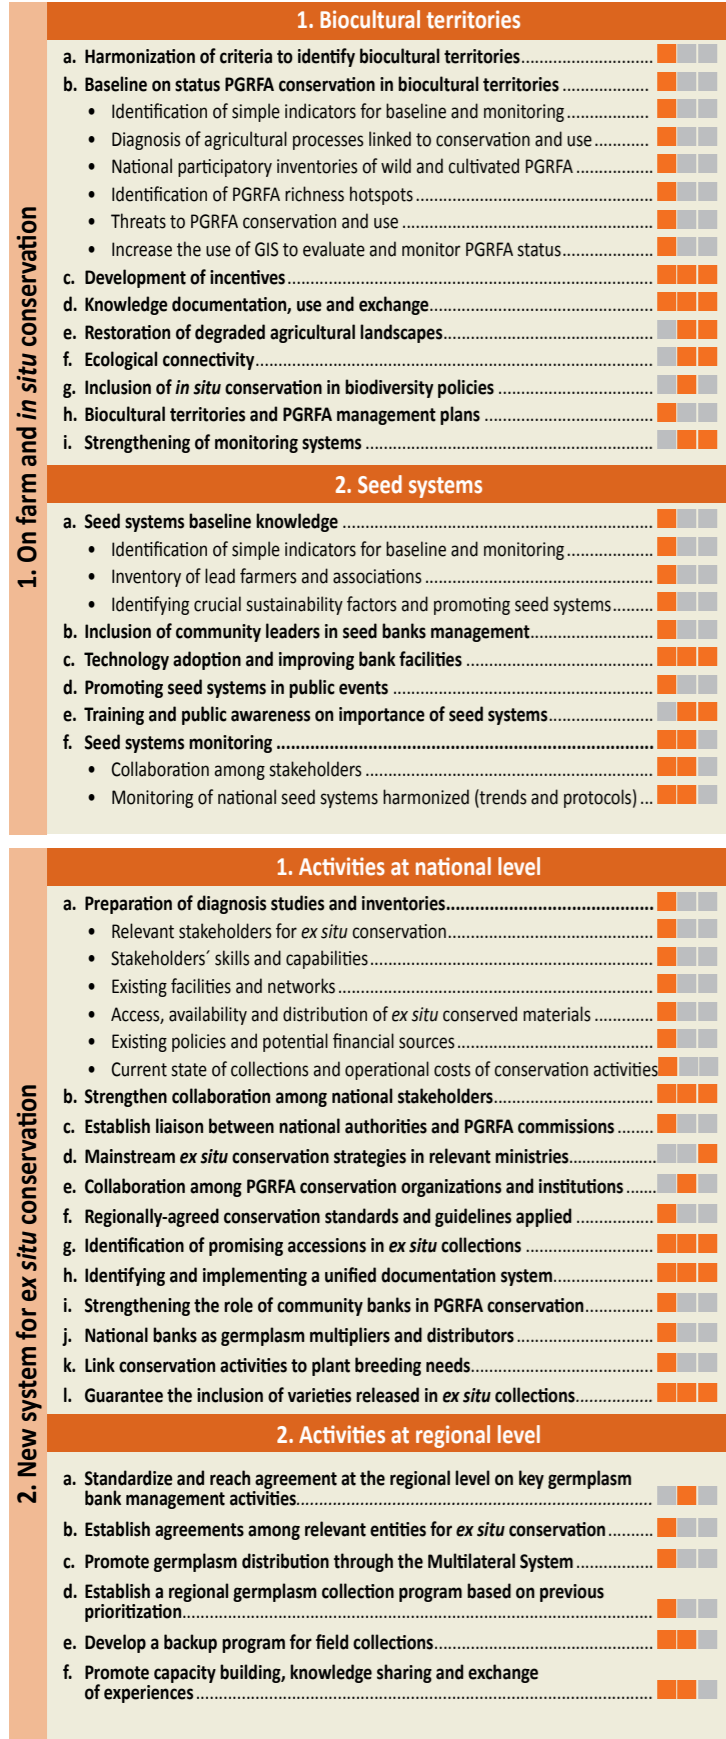 1. On farm and in situ conservation
1. Biocultural territories
a. Harmonization of criteria to identify biocultural territories
b. Baseline on status PGRFA conservation in biocultural territories
• Identification of simple indicators for baseline and monitoring
• Diagnosis of agricultural processes linked to conservation and use
• National participatory inventories of wild and cultivated PGRFA
• Identification of PGRFA richness hotspots
• Threats to PGRFA conservation and use
• Increase the use of GIS to evaluate and monitor PGRFA status
c. Development of incentives
d. Knowledge documentation, use and exchange
e. Restoration of degraded agricultural landscapes
f. Ecological connectivity
g. Inclusion of in situ conservation in biodiversity policies
h. Biocultural territories and PGRFA management plans
i. Strengthening of monitoring systems
2. Seed systems
a. Seed systems baseline knowledge
• Identification of simple indicators for baseline and monitoring
• Inventory of lead farmers and associations
• Identifying crucial sustainability factors and promoting seed systems
b. Inclusion of community leaders in seed banks management
c. Technology adoption and improving bank facilities
d. Promoting seed systems in public events
e. Training and public awareness on importance of seed systems
f. Seed systems monitoring
• Collaboration among stakeholders
• Monitoring of national seed systems harmonized (trends and protocols)
2. New system for ex situ conservation
1. Activities at national level
a. Preparation of diagnosis studies and inventories
• Relevant stakeholders for ex situ conservation
• Stakeholders´ skills and capabilities
• Existing facilities and networks
• Access, availability and distribution of ex situ conserved materials
• Existing policies and potential financial sources
• Current state of collections and operational costs of conservation activities
b. Strengthen collaboration among national stakeholders
c. Establish liaison between national authorities and PGRFA commissions
d. Mainstream ex situ conservation strategies in relevant ministries
e. Collaboration among PGRFA conservation organizations and institutions
f. Regionally-agreed conservation standards and guidelines applied
g. Identification of promising accessions in ex situ collections
h. Identifying and implementing a unified documentation system
i. Strengthening the role of community banks in PGRFA conservation
j. National banks as germplasm multipliers and distributors
k. Link conservation activities to plant breeding needs
l. Guarantee the inclusion of varieties released in ex situ collections
2. Activities at regional level
a. Standardize and reach agreement at the regional level on key germplasm
bank management activities
b. Establish agreements among relevant entities for ex situ conservation
c. Promote germplasm distribution through the Multilateral System
d. Establish a regional germplasm collection program based on previous
prioritization
e. Develop a backup program for field collections
f. Promote capacity building, knowledge sharing and exchange
of experiences